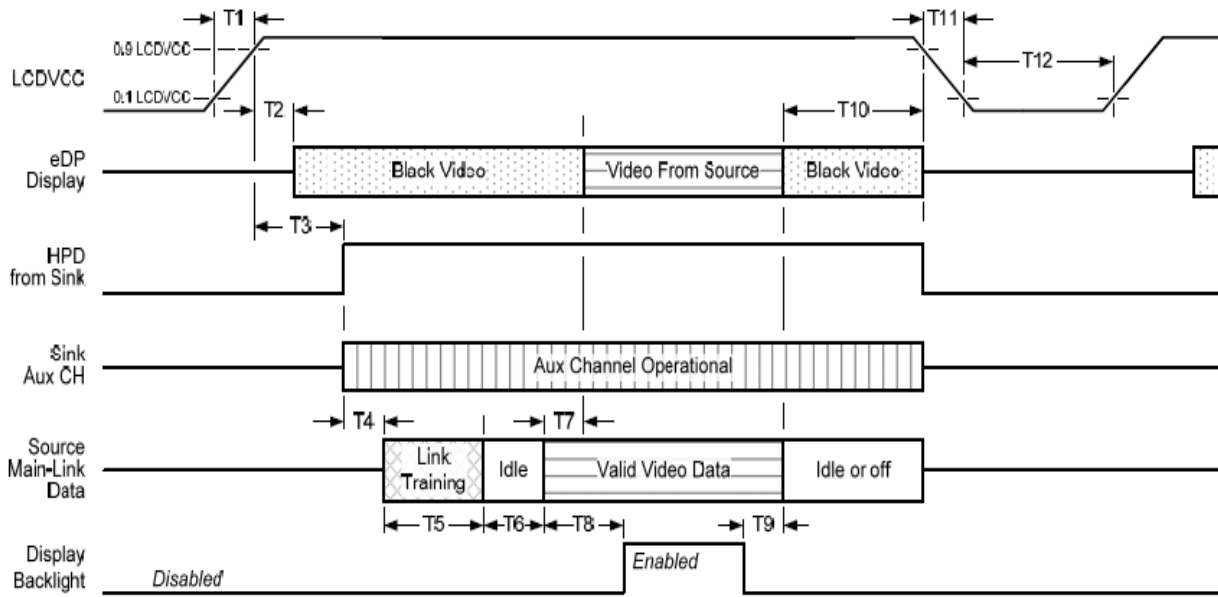 T1
T11
0.9 LCDVCC
LCDVCC
T12
0.1 LCDVCC
T2
T10
eDP
Display
Black Video
Video From Source
Black Video
T3
HPD
from Sink
Sink
Aux CH
Aux Channel Operational
T4
T7
Source
Main-Link
Data
Link
Training
Idle
Valid Video Data
Idle or off
T5
T6
T8
T9
Display
Backlight
Disabled
Enabled